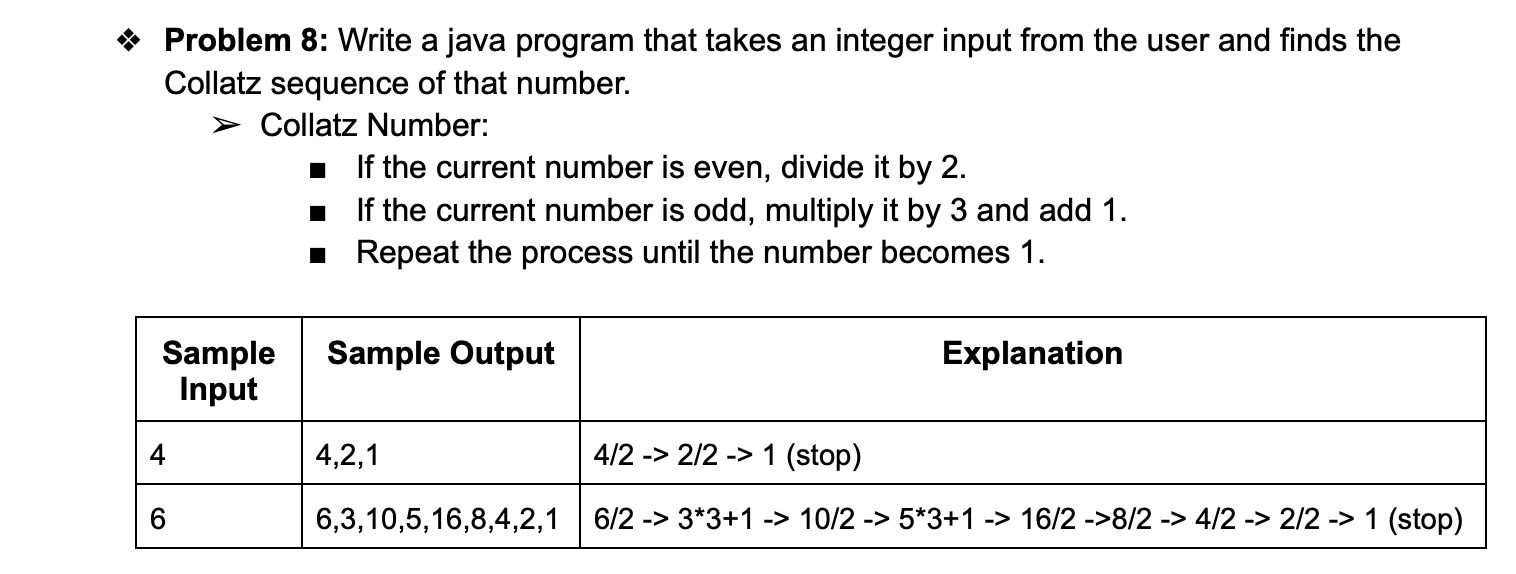 ❖ Problem 8: Write a java program that takes an integer input from the user and finds the
Collatz sequence of that number.
➢ Collatz Number:
■ If the current number is even, divide it by 2.
■ If the current number is odd, multiply it by 3 and add 1.
■ Repeat the process until the number becomes 1.
Sample Input | Sample Output | Explanation
4 | 4,2,1 | 4/2 -> 2/2 -> 1 (stop)
6 | 6,3,10,5,16,8,4,2,1 | 6/2 -> 3*3+1 -> 10/2 -> 5*3+1 -> 16/2 ->8/2 -> 4/2 -> 2/2 -> 1 (stop)